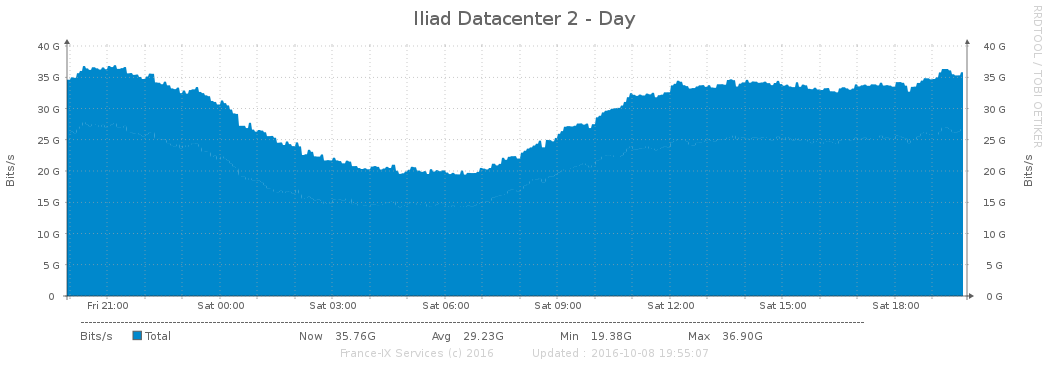 Iliad Datacenter 2 - Day
RRDTOOL / TOBI OETIKER
40 G 40 G
35 G 35 G
30 G 30 G
25 G 25 G
20 G 20 G
15 G 15 G
10 G 10 G
5 G 5 G
0 0 G
Bits/s
Bits/s
Fri 21:00 Sat 00:00 Sat 03:00 Sat 06:00 Sat 09:00 Sat 12:00 Sat 15:00 Sat 18:00
Bits/s Total Now 35.76G Avg 29.23G Min 19.38G Max 36.90G
France-IX Services (c) 2016 Updated : 2016-10-08 19:55:07